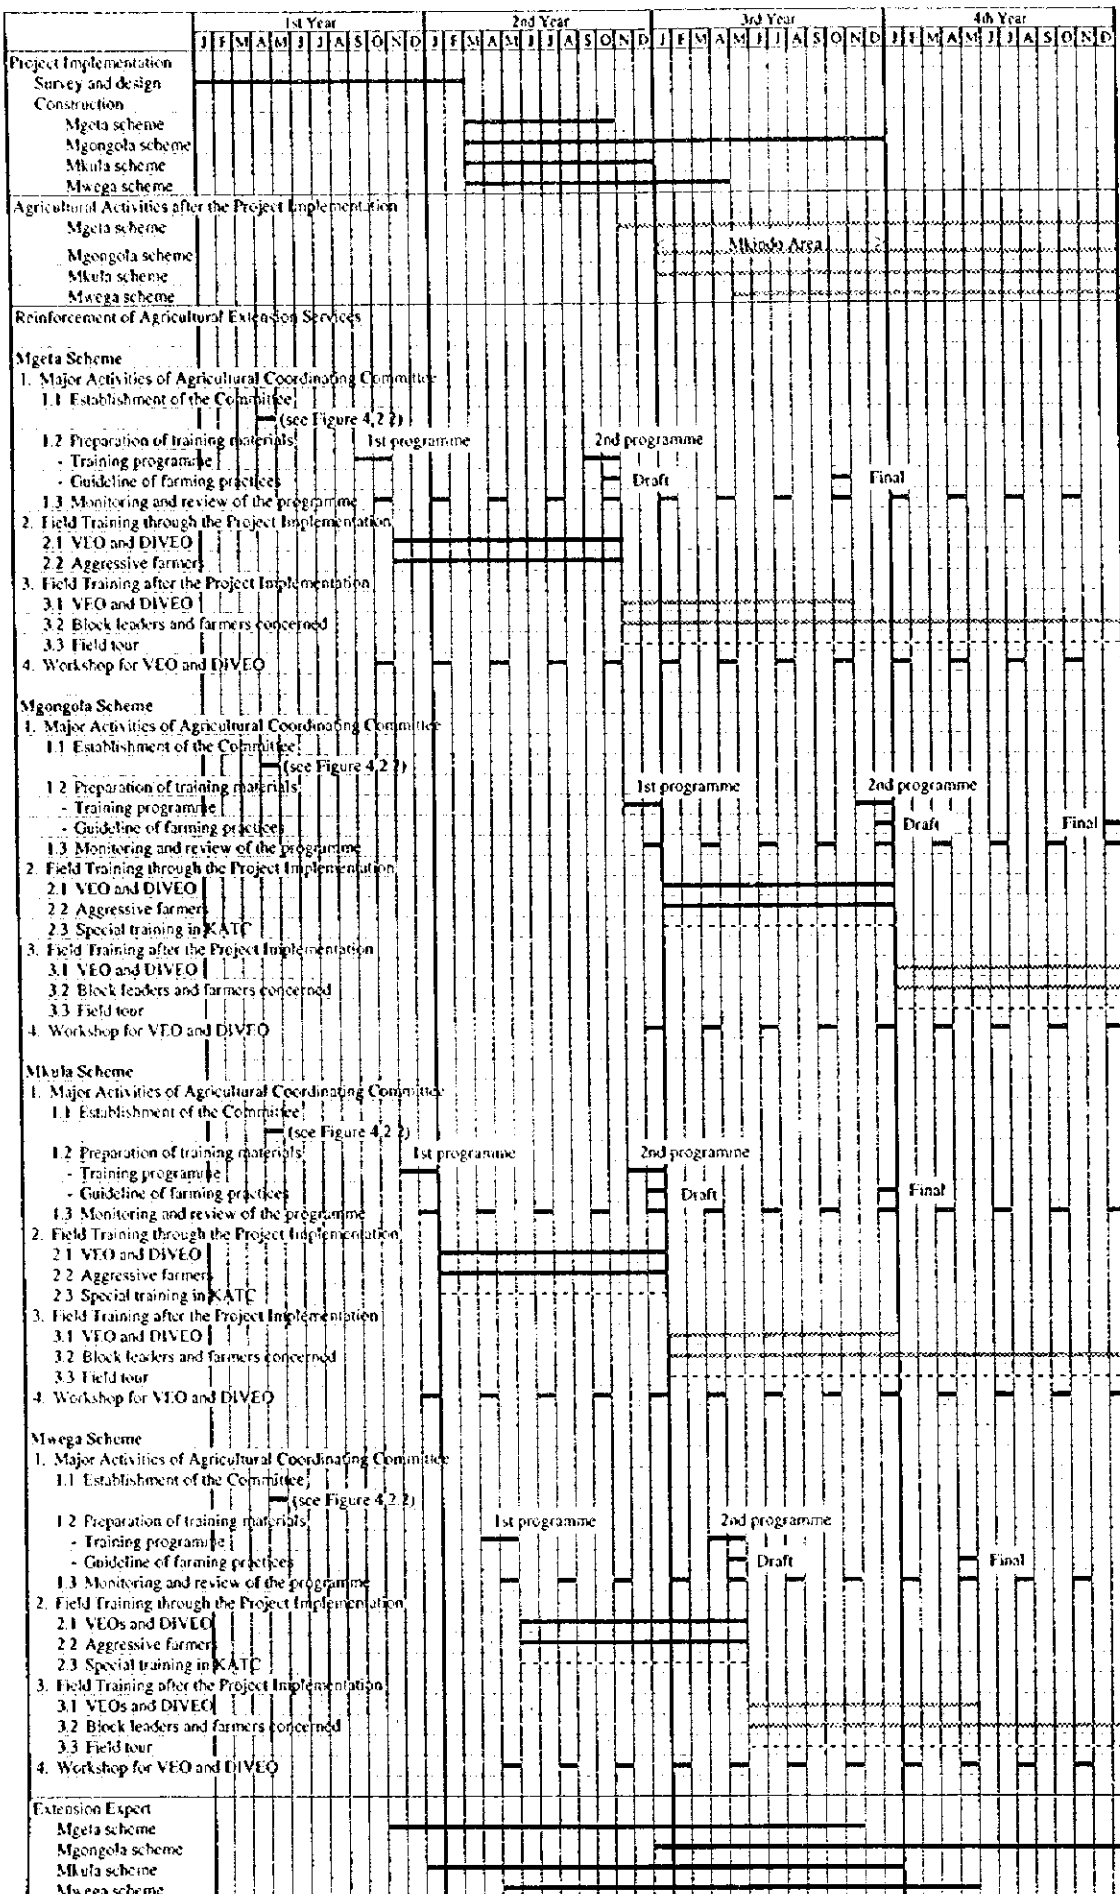 1st Year 2nd Year 3rd Year 4th Year
J F M A M J J A S O N D J F M A M J J A S O N D J F M A M J J A S O N D J F M A M J J A S O N D
Project Implementation
Survey and design
Construction
Mgeta scheme
Mgongola scheme
Mkula scheme
Mwega scheme
Agricultural Activities after the Project Implementation
Mgeta scheme
Mkindo Area
Mgongola scheme
Mkula scheme
Mwega scheme
Reinforcement of Agricultural Extension Services
Mgeta Scheme
1. Major Activities of Agricultural Coordinating Committee
1.1 Establishment of the Committee
(see Figure 4.2.2)
1.2 Preparation of training materials 1st programme 2nd programme
- Training programme
- Guideline of farming practices Draft Final
1.3 Monitoring and review of the programme
2. Field Training through the Project Implementation
2.1 VEO and DIVEO
2.2 Aggressive farmers
3. Field Training after the Project Implementation
3.1 VEO and DIVEO
3.2 Block leaders and farmers concerned
3.3 Field tour
4. Workshop for VEO and DIVEO
Mgongola Scheme
1. Major Activities of Agricultural Coordinating Committee
1.1 Establishment of the Committee
(see Figure 4.2.2)
1.2 Preparation of training materials 1st programme 2nd programme
- Training programme
- Guideline of farming practices Draft Final
1.3 Monitoring and review of the programme
2. Field Training through the Project Implementation
2.1 VEO and DIVEO
2.2 Aggressive farmers
2.3 Special training in KATC
3. Field Training after the Project Implementation
3.1 VEO and DIVEO
3.2 Block leaders and farmers concerned
3.3 Field tour
4. Workshop for VEO and DIVEO
Mkula Scheme
1. Major Activities of Agricultural Coordinating Committee
1.1 Establishment of the Committee
(see Figure 4.2.2)
1.2 Preparation of training materials 1st programme 2nd programme
- Training programme
- Guideline of farming practices Draft Final
1.3 Monitoring and review of the programme
2. Field Training through the Project Implementation
2.1 VEO and DIVEO
2.2 Aggressive farmers
2.3 Special training in KATC
3. Field Training after the Project Implementation
3.1 VEO and DIVEO
3.2 Block leaders and farmers concerned
3.3 Field tour
4. Workshop for VEO and DIVEO
Mwega Scheme
1. Major Activities of Agricultural Coordinating Committee
1.1 Establishment of the Committee
(see Figure 4.2.2)
1.2 Preparation of training materials 1st programme 2nd programme
- Training programme
- Guideline of farming practices Draft Final
1.3 Monitoring and review of the programme
2. Field Training through the Project Implementation
2.1 VEOs and DIVEO
2.2 Aggressive farmers
2.3 Special training in KATC
3. Field Training after the Project Implementation
3.1 VEOs and DIVEO
3.2 Block leaders and farmers concerned
3.3 Field tour
4. Workshop for VEO and DIVEO
Extension Expert
Mgeta scheme
Mgongola scheme
Mkula scheme
Mwega scheme